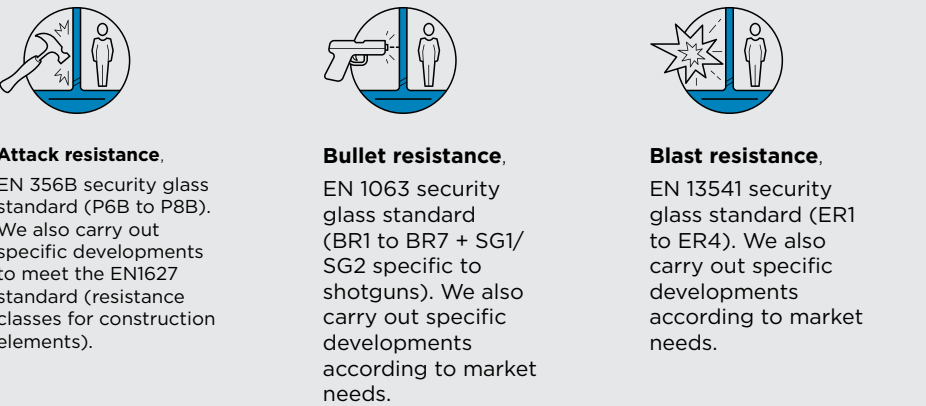 Attack resistance,
EN 356B security glass
standard (P6B to P8B).
We also carry out
specific developments
to meet the EN1627
standard (resistance
classes for construction
elements).
Bullet resistance,
EN 1063 security
glass standard
(BR1 to BR7 + SG1/
SG2 specific to
shotguns). We also
carry out specific
developments
according to market
needs.
Blast resistance,
EN 13541 security
glass standard (ER1
to ER4). We also
carry out specific
developments
according to market
needs.